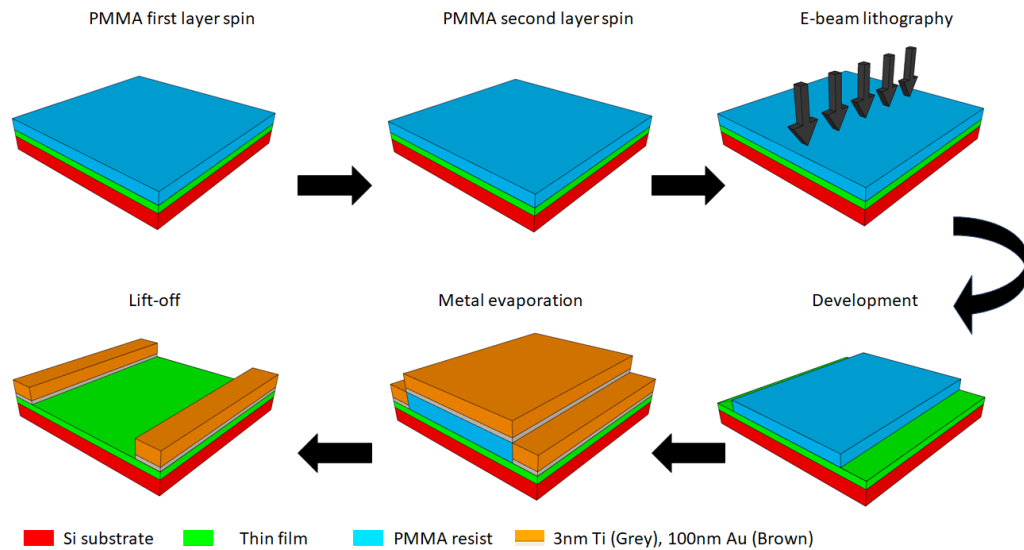 PMMA first layer spin
PMMA second layer spin
E-beam lithography
Lift-off
Metal evaporation
Development
Si substrate
Thin film
PMMA resist
3nm Ti (Grey), 100nm Au (Brown)